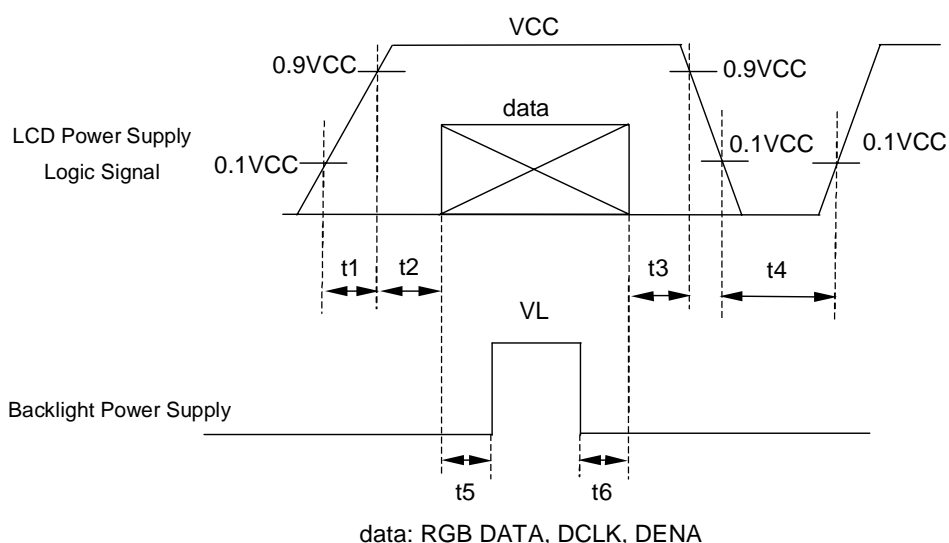 VCC
0.9VCC
0.9VCC
data
LCD Power Supply
Logic Signal
0.1VCC
0.1VCC
0.1VCC
t1
t2
t3
t4
VL
Backlight Power Supply
t5
t6
data: RGB DATA, DCLK, DENA